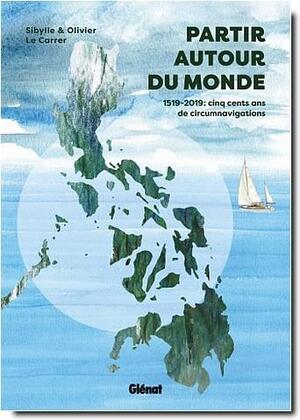 Sibylle & Olivier
Le Carrer
PARTIR
AUTOUR
DU MONDE
1519-2019: cinq cents ans
de circumnavigations
Glénat